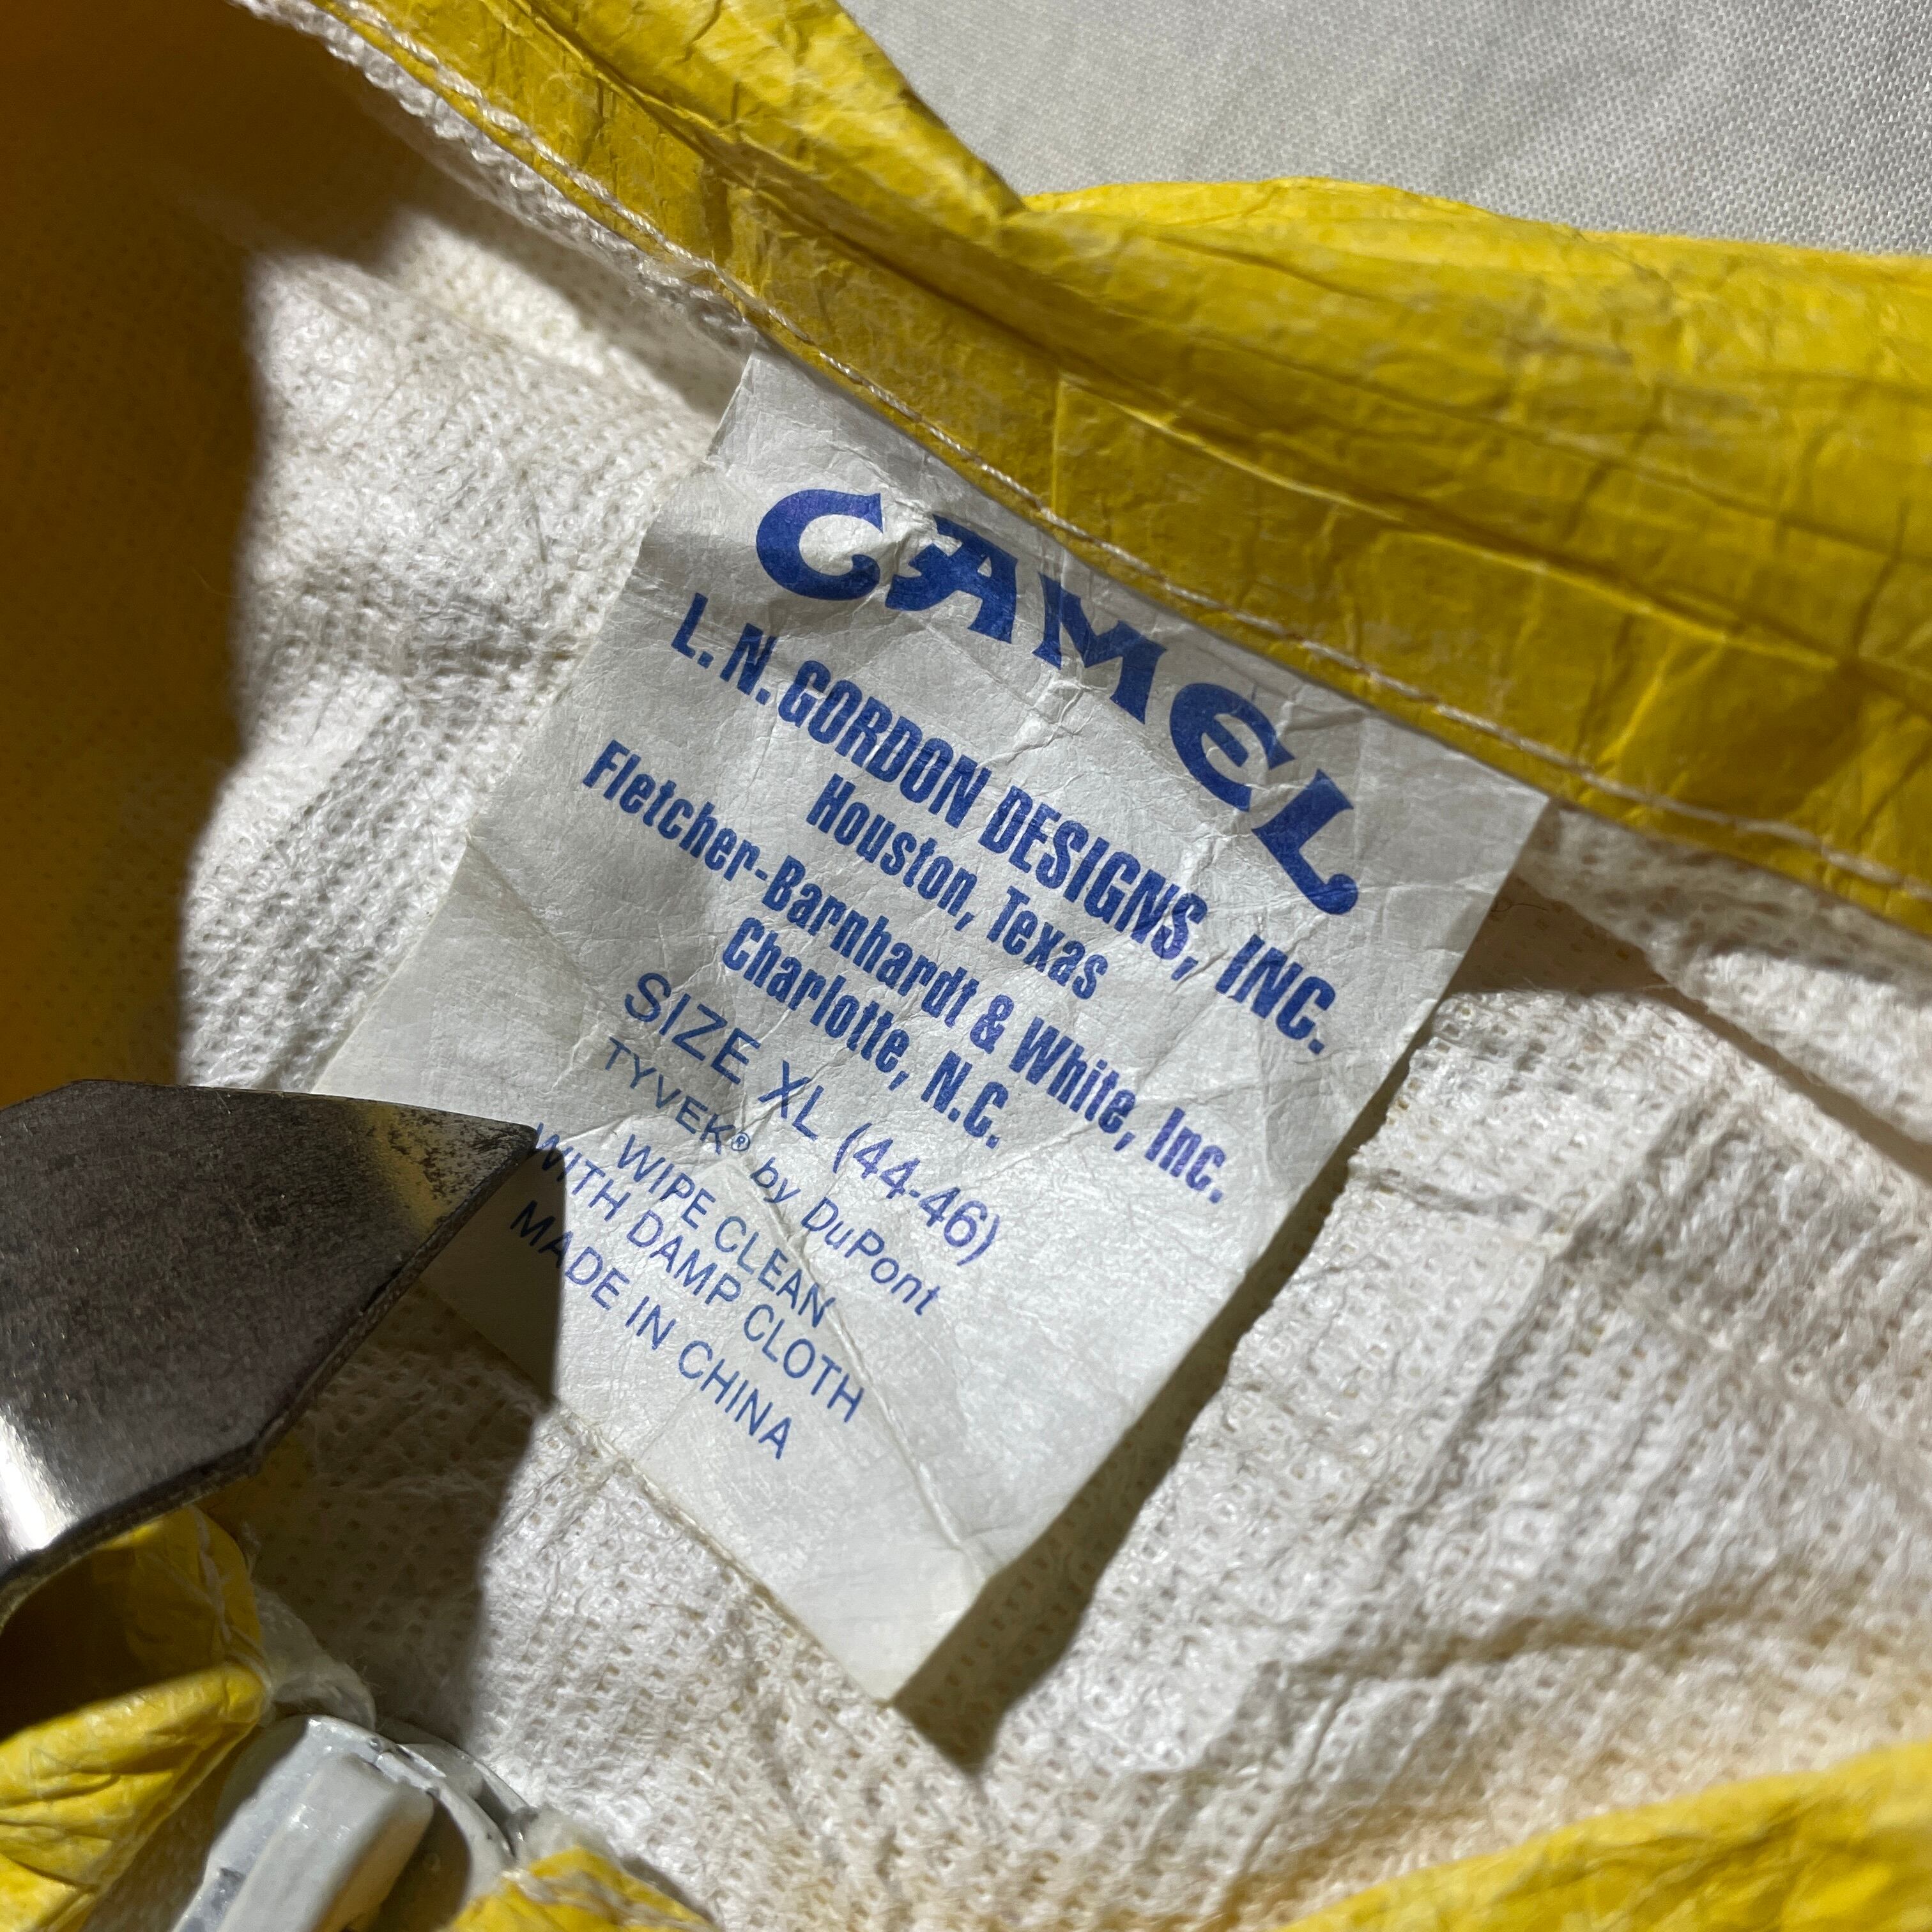 CAMEL
L. N. GORDON DESIGNS, INC.
Houston, Texas
Fletcher-Barnhardt & White, Inc.
Charlotte, N.C.
SIZE XL (44-46)
TYVEK® by DuPont
WIPE CLEAN
WITH DAMP CLOTH
MADE IN CHINA